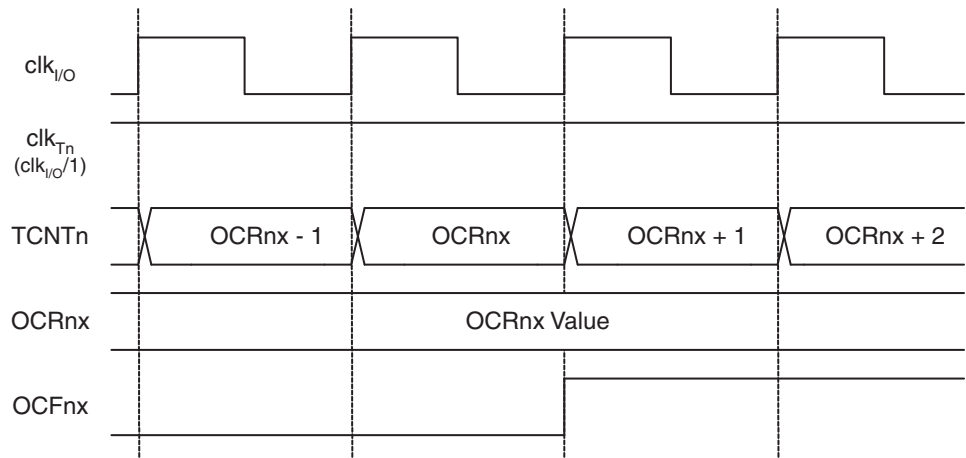 clkI/O
clkTn
(clkI/O/1)
TCNTn
OCRnx - 1 OCRnx OCRnx + 1 OCRnx + 2
OCRnx
OCRnx Value
OCFnx